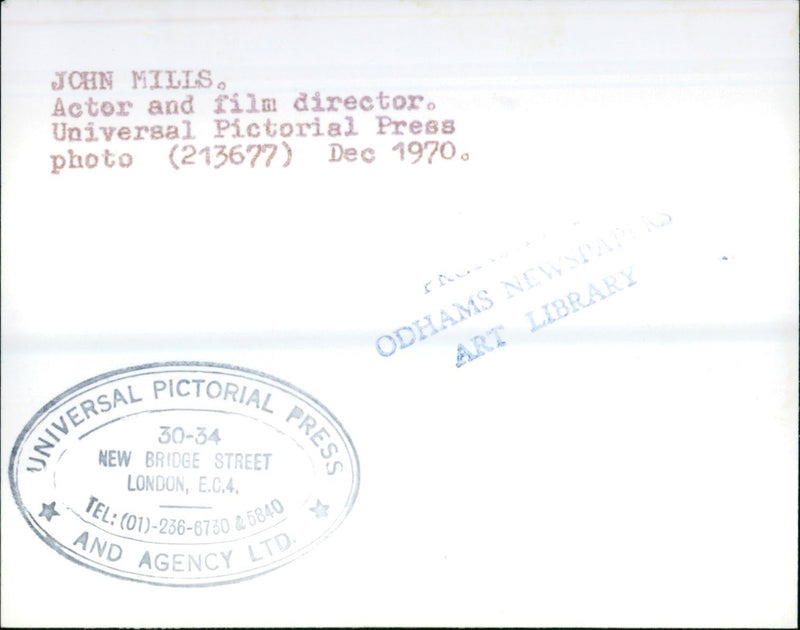 JOHN MILLS.
Actor and film director.
Universal Pictorial Press
photo (213677) Dec 1970.
ODHAMS NEWSPAPERS
ART LIBRARY
UNIVERSAL PICTORIAL PRESS
30-34
NEW BRIDGE STREET
LONDON, E.C.4.
TEL: (01)-236-6730 & 5840
AND AGENCY LTD.